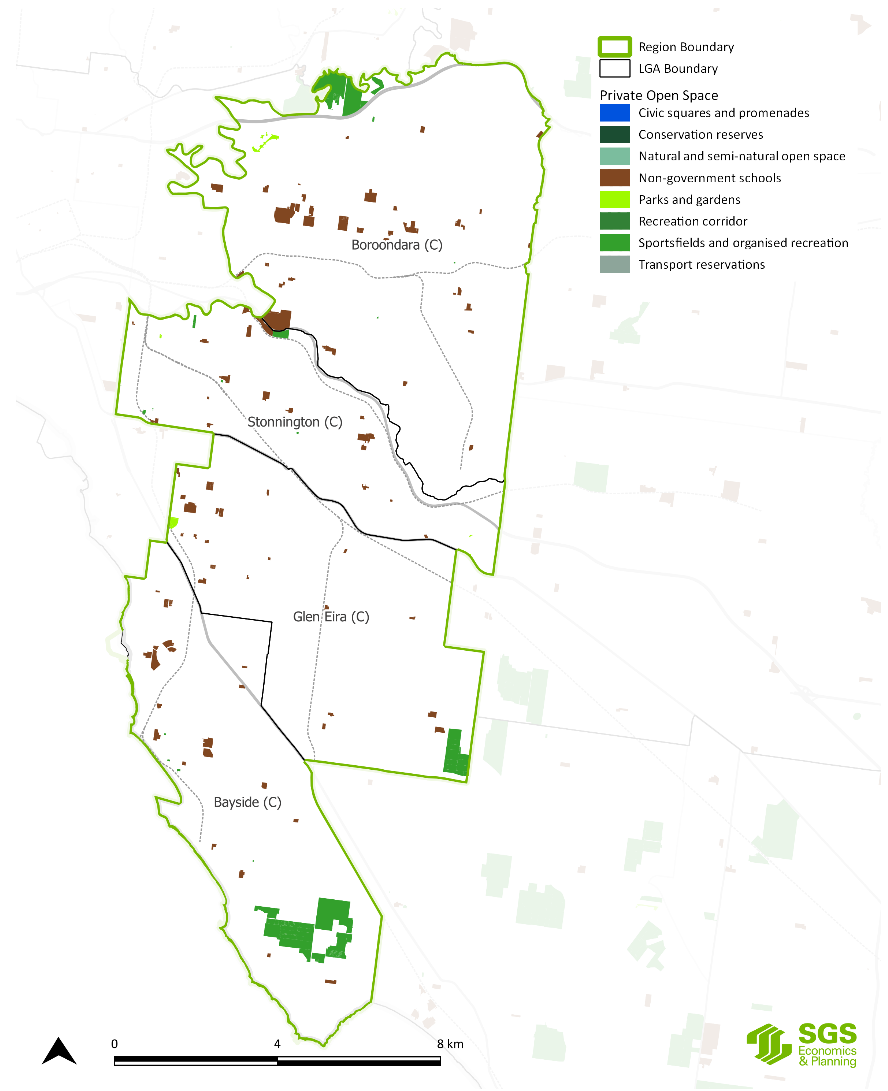 Region Boundary
LGA Boundary
Private Open Space
Civic squares and promenades
Conservation reserves
Natural and semi-natural open space
Non-government schools
Parks and gardens
Recreation corridor
Sportsfields and organised recreation
Transport reservations
Boroondara (C)
Stonnington (C)
Glen Eira (C)
Bayside (C)
0 4 8 km
SGS
Economics
& Planning